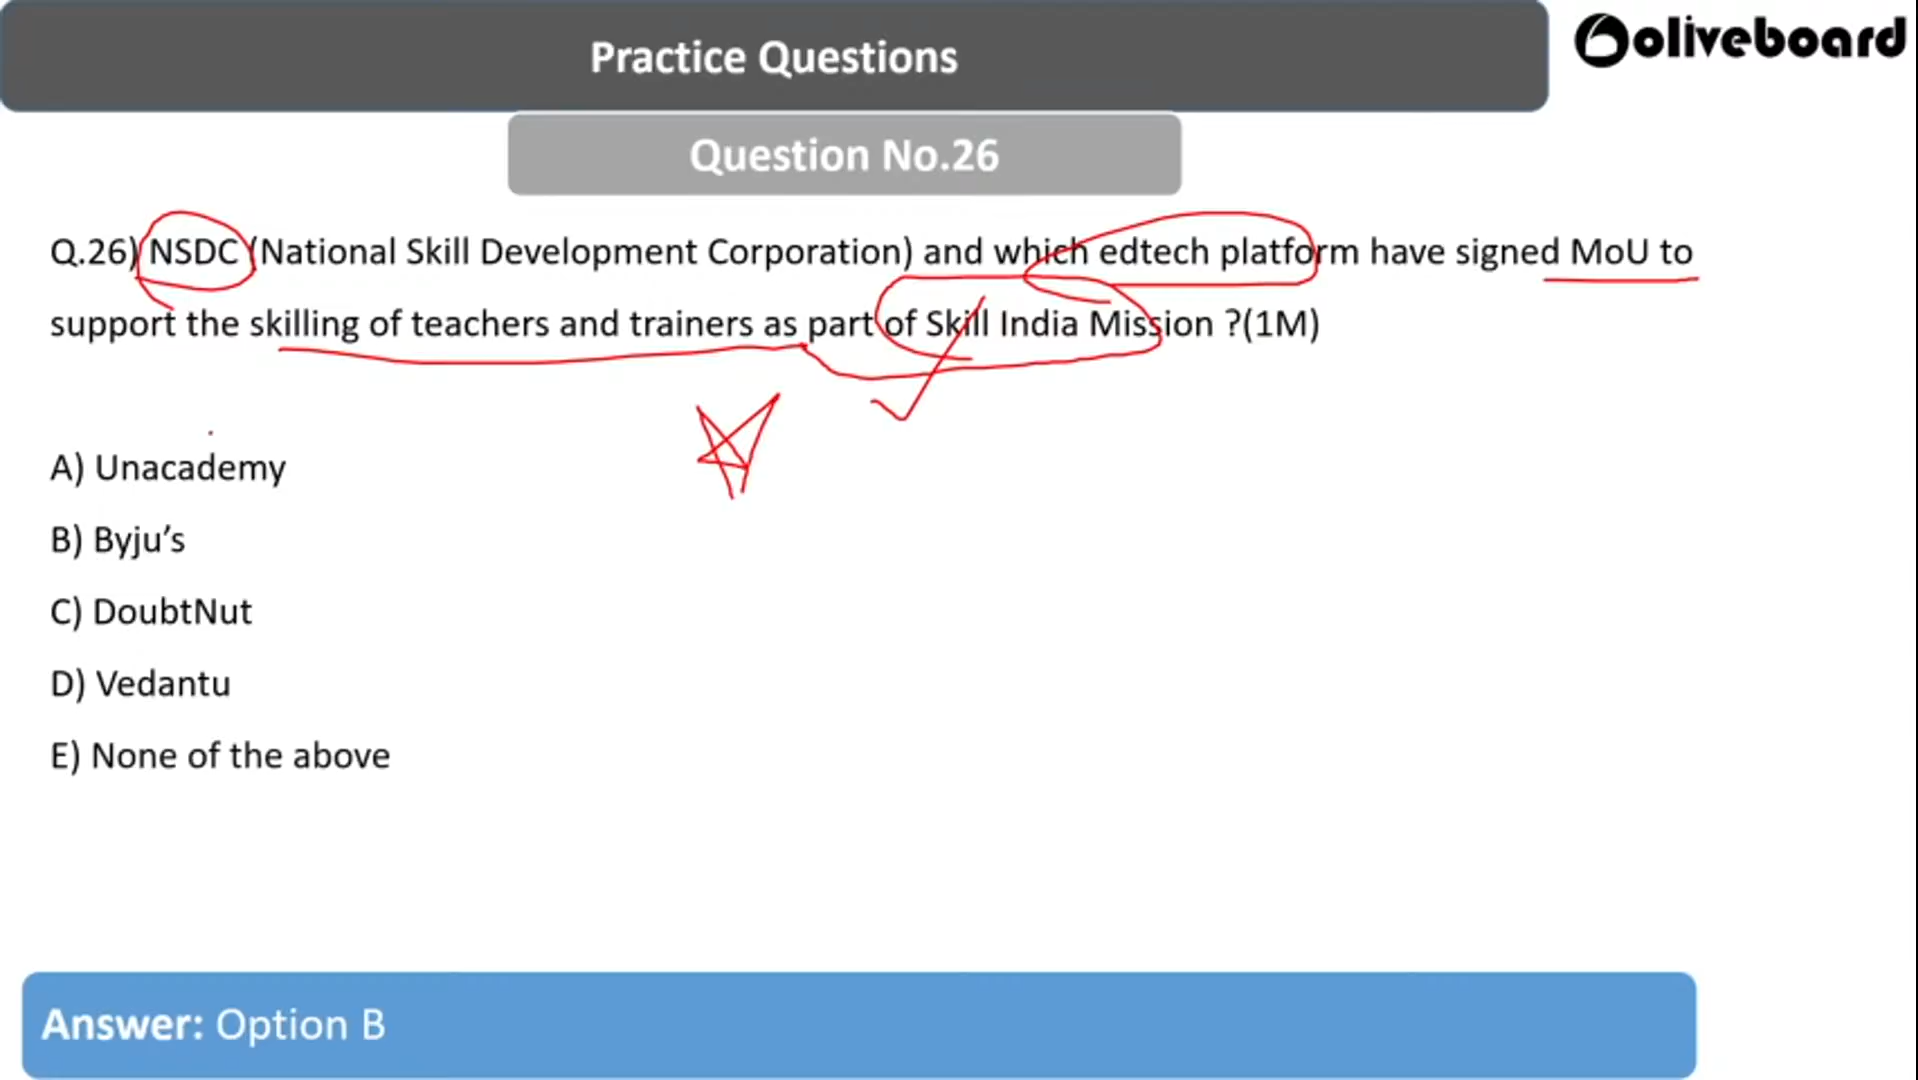 Practice Questions
oliveboard
Question No.26
Q.26) NSDC (National Skill Development Corporation) and which edtech platform have signed MoU to
support the skilling of teachers and trainers as part of Skill India Mission ?(1M)
A) Unacademy
B) Byju’s
C) DoubtNut
D) Vedantu
E) None of the above
Answer: Option B